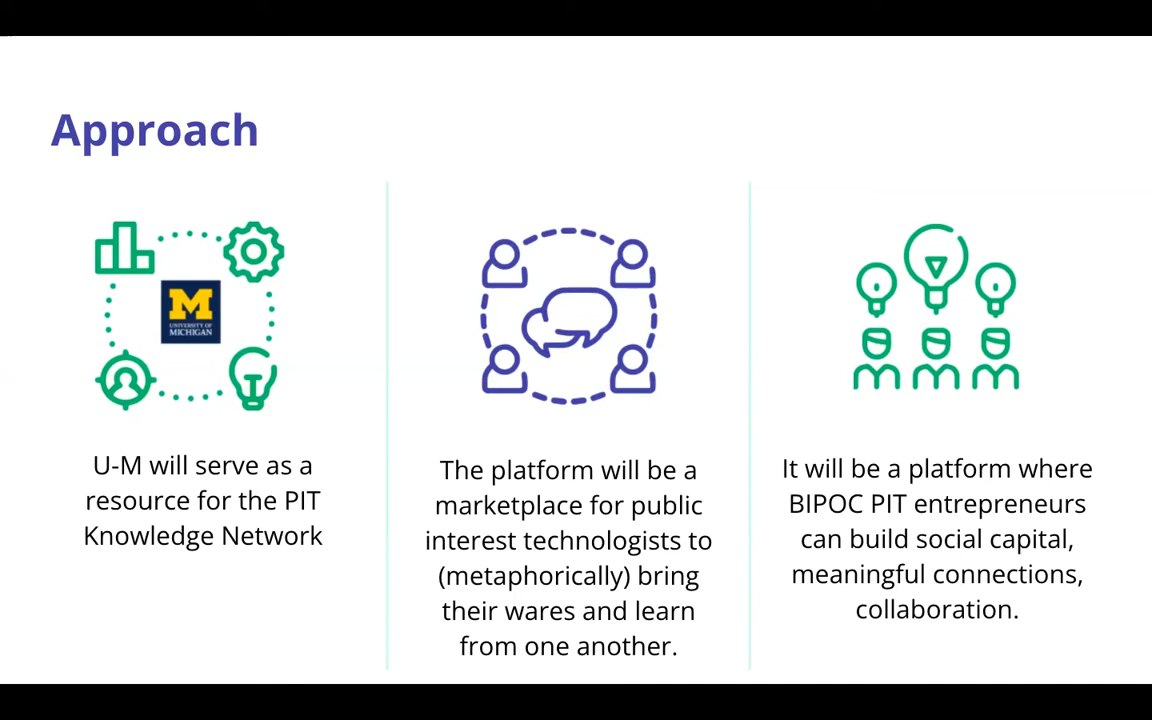 Approach
M
UNIVERSITY OF
MICHIGAN
U-M will serve as a
resource for the PIT
Knowledge Network
The platform will be a
marketplace for public
interest technologists to
(metaphorically) bring
their wares and learn
from one another.
It will be a platform where
BIPOC PIT entrepreneurs
can build social capital,
meaningful connections,
collaboration.